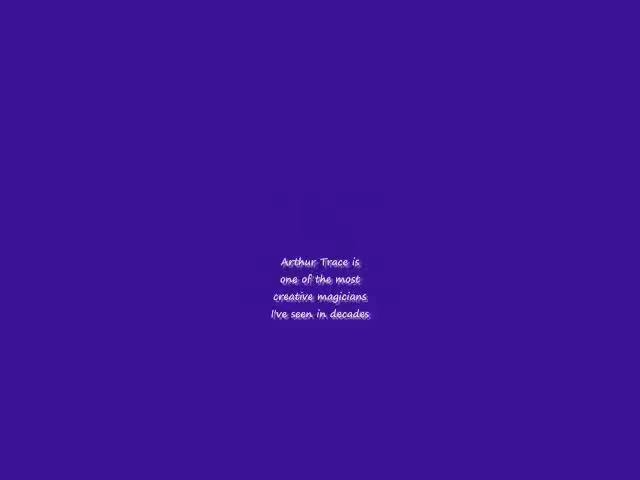 Arthur Trace is
one of the most
creative magicians
I've seen in decades